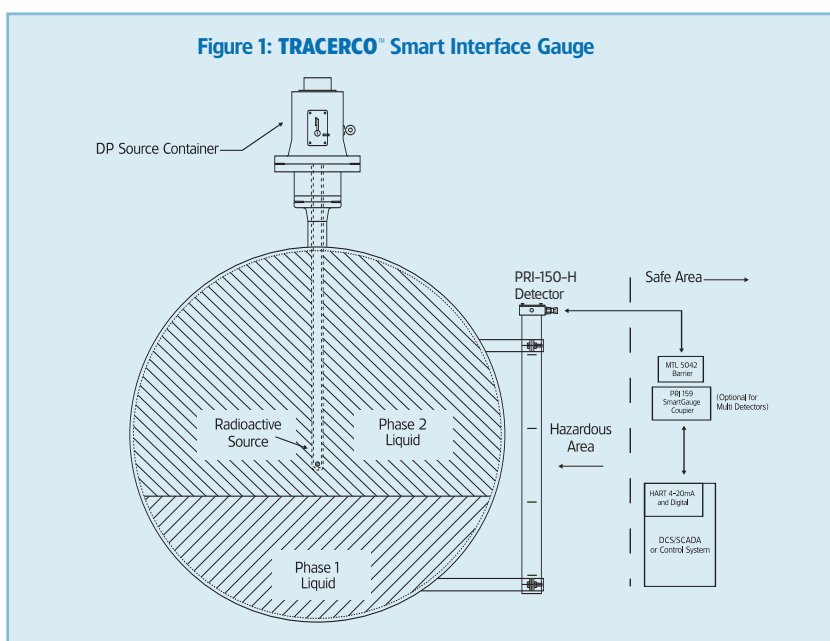 Figure 1: TRACERCO™ Smart Interface Gauge
DP Source Container
PRI-150-H
Detector
Safe Area
MTL 5042
Barrier
PRI 159
SmartGauge
Coupier
(Optional for
Multi Detectors)
Radioactive
Source
Phase 2
Liquid
Hazardous
Area
HART 4-20mA
and Digital
DCS/SCADA
or Control System
Phase 1
Liquid